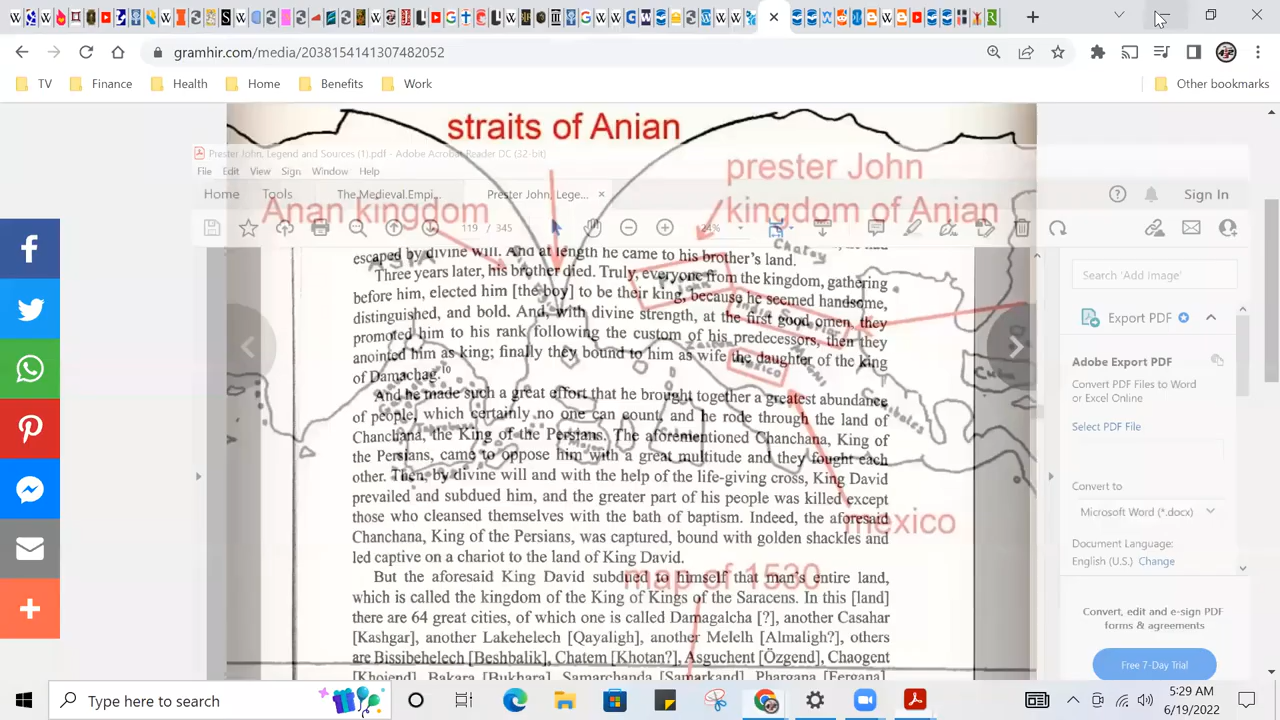 gramhir.com/media/2038154141307482052
TV
Finance
Health
Home
Benefits
Work
Other bookmarks
straits of Anian
Prester John, Legend and Sources (1).pdf - Adobe Acrobat Reader DC (32-bit)
File Edit View Sign Window Help
prester John
kingdom of Anian
Home
Tools
The.Medieval.Empi...
Prester John, Lege...
Sign In
Anan kingdom
119 / 345
Chatay
escaped by divine will. And at length he came to his brother's land.
Three years later, his brother died. Truly, everyone from the kingdom, gathering
before him, elected him [the boy] to be their king, because he seemed handsome,
distinguished, and bold. And, with divine strength, at the first good omen, they
promoted him to his rank following the custom of his predecessors, then they
anointed him as king; finally they bound to him as wife the daughter of the king
of Damachag.10
And he made such a great effort that he brought together a greatest abundance
of people, which certainly no one can count, and he rode through the land of
Chanchana, the King of the Persians. The aforementioned Chanchana, King of
the Persians, came to oppose him with a great multitude and they fought each
other. Then, by divine will and with the help of the life-giving cross, King David
prevailed and subdued him, and the greater part of his people was killed except
those who cleansed themselves with the bath of baptism. Indeed, the aforesaid
Chanchana, King of the Persians, was captured, bound with golden shackles and
led captive on a chariot to the land of King David.
But the aforesaid King David subdued to himself that man's entire land,
which is called the kingdom of the King of Kings of the Saracens. In this [land]
there are 64 great cities, of which one is called Damagalcha [?], another Casahar
[Kashgar], another Lakehelech [Qayaligh], another Melelh [Almaligh?], others
are Bissibehelech [Beshbalik], Chatem [Khotan?], Asguchent [Özgend], Chaogent
[Khojend], Bakara [Bukhara], Samarchanda [Samarkand], Phargana [Fergana],
India Superior
mexico
map of 1530
Search 'Add Image'
Export PDF
Adobe Export PDF
Convert PDF Files to Word
or Excel Online
Select PDF File
Convert to
Microsoft Word (*.docx)
Document Language:
English (U.S.) Change
Convert, edit and e-sign PDF
forms & agreements
Free 7-Day Trial
Type here to search
5:29 AM
6/19/2022